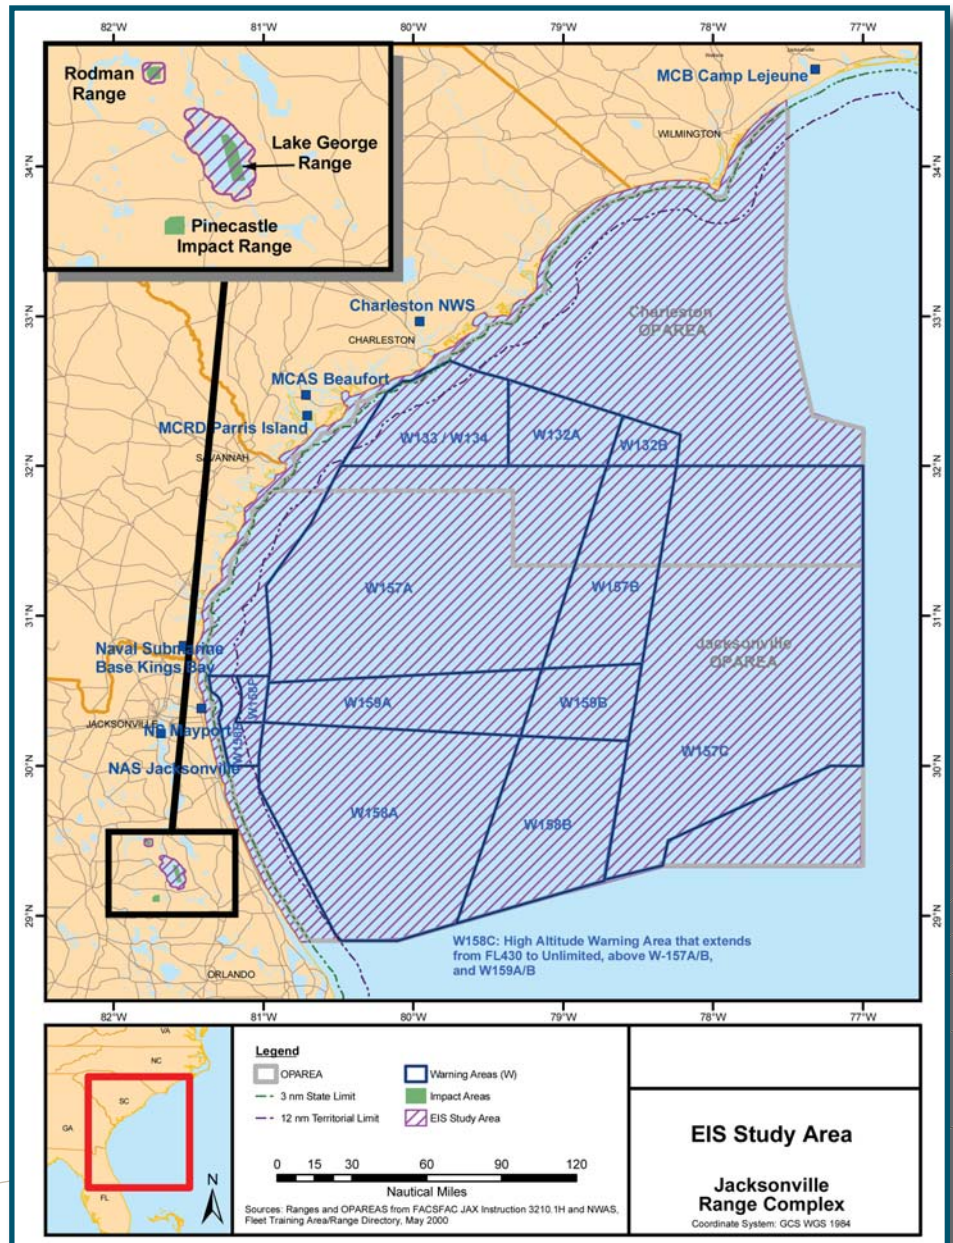 82°W
81°W
80°W
79°W
78°W
77°W
Rodman
Range
Lake George
Range
Pinecastle
Impact Range
MCB Camp Lejeune
WILMINGTON
34°N
34°N
Charleston
OPAREA
33°N
33°N
Charleston NWS
CHARLESTON
MCAS Beaufort
MCRD Parris Island
SAVANNAH
W133 / W134
W132A
W132B
32°N
32°N
W157A
W157B
31°N
31°N
Jacksonville
OPAREA
Naval Submarine
Base Kings Bay
W158F
W159A
W159B
JACKSONVILLE
NS Mayport
W157C
NAS Jacksonville
30°N
30°N
W158A
W158B
29°N
29°N
W158C: High Altitude Warning Area that extends
from FL430 to Unlimited, above W-157A/B,
and W159A/B
ORLANDO
82°W
81°W
80°W
79°W
78°W
77°W
VA
NC
SC
GA
FL
N
Legend
OPAREA
3 nm State Limit
12 nm Territorial Limit
Warning Areas (W)
Impact Areas
EIS Study Area
0 15 30 60 90 120
Nautical Miles
Sources: Ranges and OPAREAS from FACSFAC JAX Instruction 3210.1H and NWAS,
Fleet Training Area/Range Directory, May 2000
EIS Study Area
Jacksonville
Range Complex
Coordinate System: GCS WGS 1984